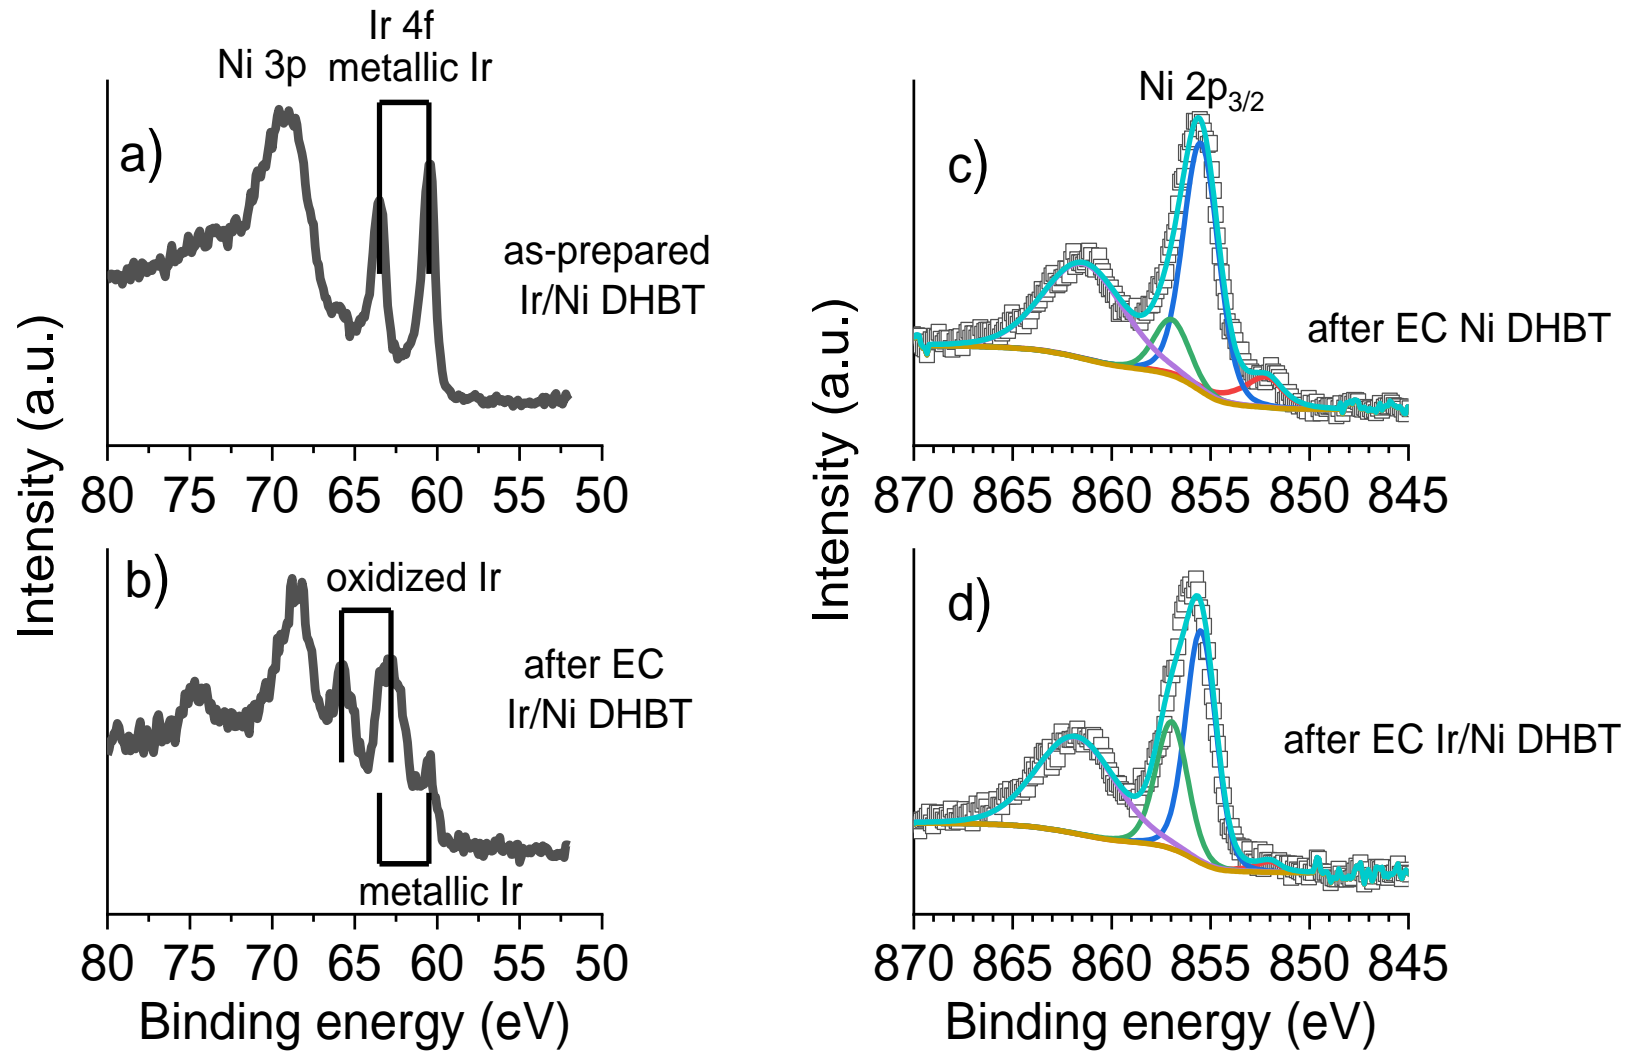 Ir 4f
Ni 3p metallic Ir
a)
as-prepared
Ir/Ni DHBT
Intensity (a.u.)
80 75 70 65 60 55 50
b)
oxidized Ir
after EC
Ir/Ni DHBT
metallic Ir
80 75 70 65 60 55 50
Binding energy (eV)
Ni 2p3/2
c)
after EC Ni DHBT
Intensity (a.u.)
870 865 860 855 850 845
d)
after EC Ir/Ni DHBT
870 865 860 855 850 845
Binding energy (eV)